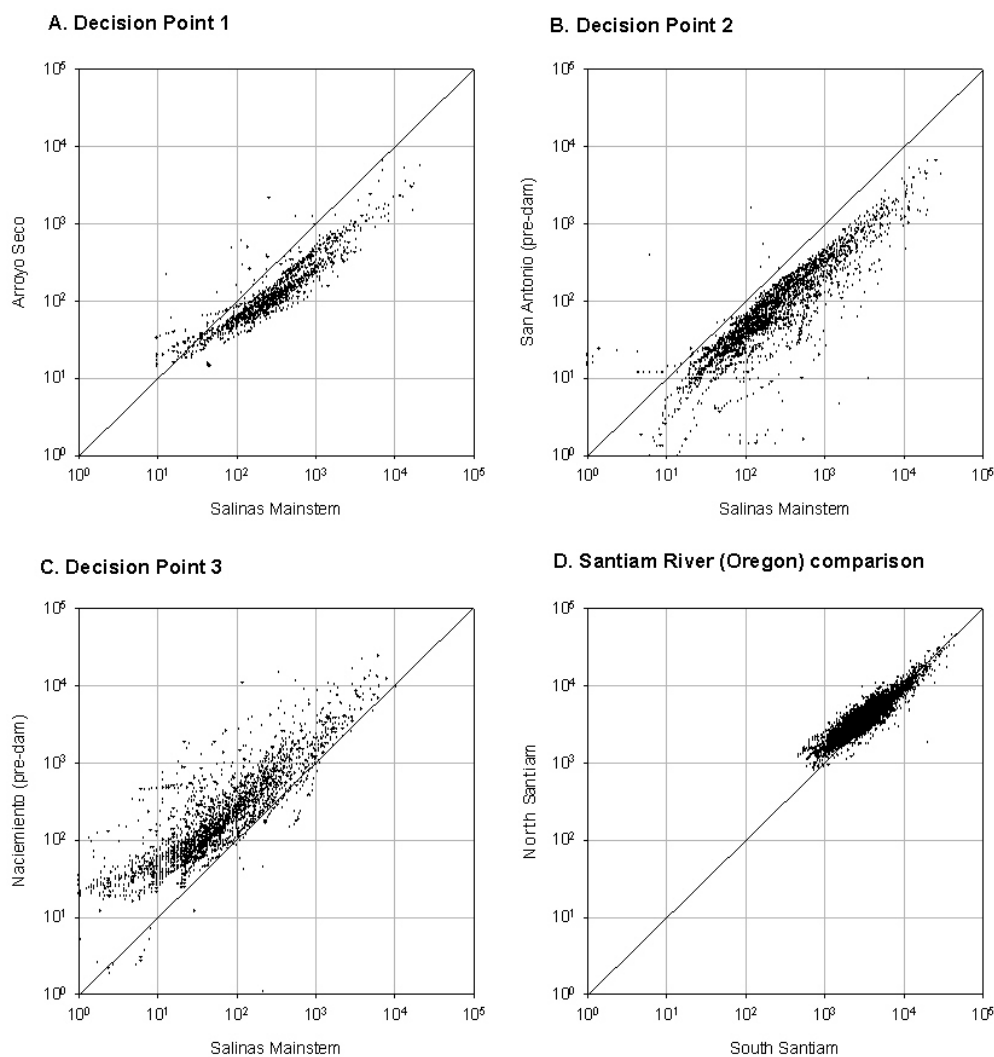 A. Decision Point 1
10⁵
10⁴
10³
10²
10¹
10⁰
Arroyo Seco
10⁰ 10¹ 10² 10³ 10⁴ 10⁵
Salinas Mainstem
B. Decision Point 2
10⁵
10⁴
10³
10²
10¹
10⁰
San Antonio (pre-dam)
10⁰ 10¹ 10² 10³ 10⁴ 10⁵
Salinas Mainstem
C. Decision Point 3
10⁵
10⁴
10³
10²
10¹
10⁰
Naciemiento (pre-dam)
10⁰ 10¹ 10² 10³ 10⁴ 10⁵
Salinas Mainstem
D. Santiam River (Oregon) comparison
10⁵
10⁴
10³
10²
10¹
10⁰
North Santiam
10⁰ 10¹ 10² 10³ 10⁴ 10⁵
South Santiam